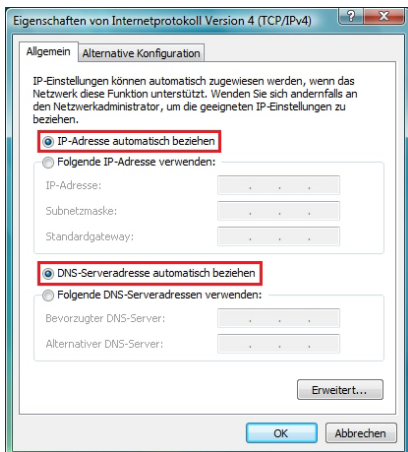 Eigenschaften von Internetprotokoll Version 4 (TCP/IPv4)
Allgemein Alternative Konfiguration
IP-Einstellungen können automatisch zugewiesen werden, wenn das
Netzwerk diese Funktion unterstützt. Wenden Sie sich andernfalls an
den Netzwerkadministrator, um die geeigneten IP-Einstellungen zu
beziehen.
IP-Adresse automatisch beziehen
Folgende IP-Adresse verwenden:
IP-Adresse:
Subnetzmaske:
Standardgateway:
DNS-Serveradresse automatisch beziehen
Folgende DNS-Serveradressen verwenden:
Bevorzugter DNS-Server:
Alternativer DNS-Server:
Erweitert...
OK Abbrechen